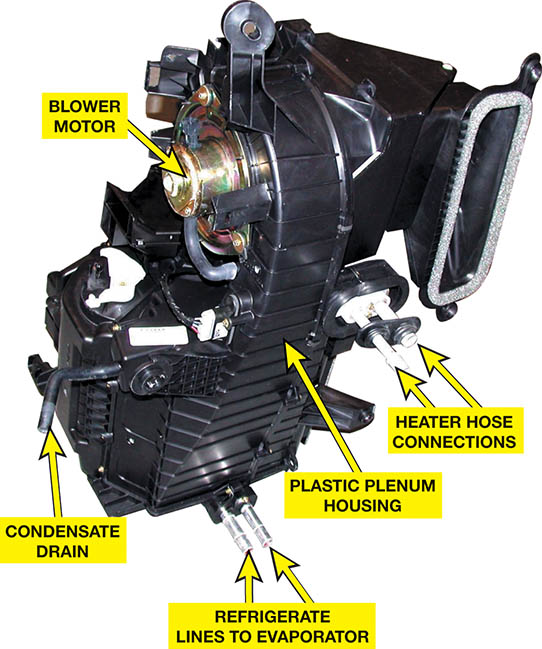 BLOWER
MOTOR
HEATER HOSE
CONNECTIONS
PLASTIC PLENUM
HOUSING
CONDENSATE
DRAIN
REFRIGERATE
LINES TO EVAPORATOR